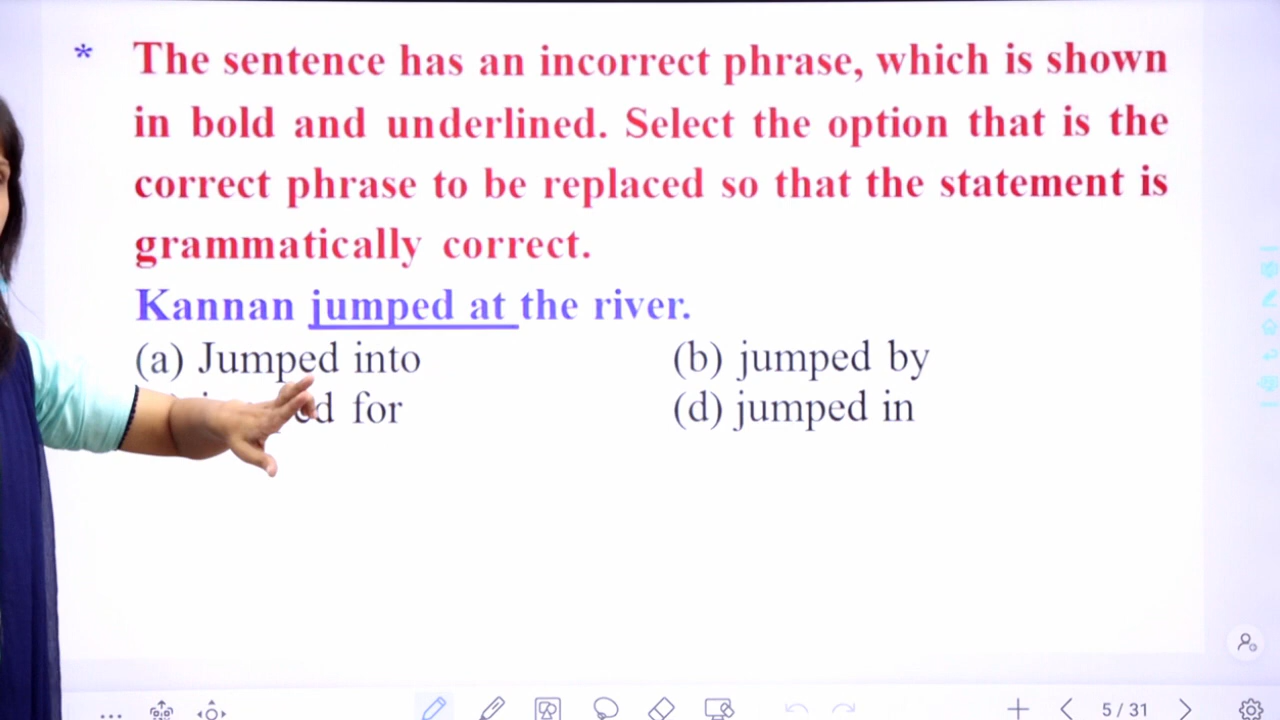 * The sentence has an incorrect phrase, which is shown
in bold and underlined. Select the option that is the
correct phrase to be replaced so that the statement is
grammatically correct.
Kannan jumped at the river.
(a) Jumped into (b) jumped by
for (d) jumped in
5 / 31